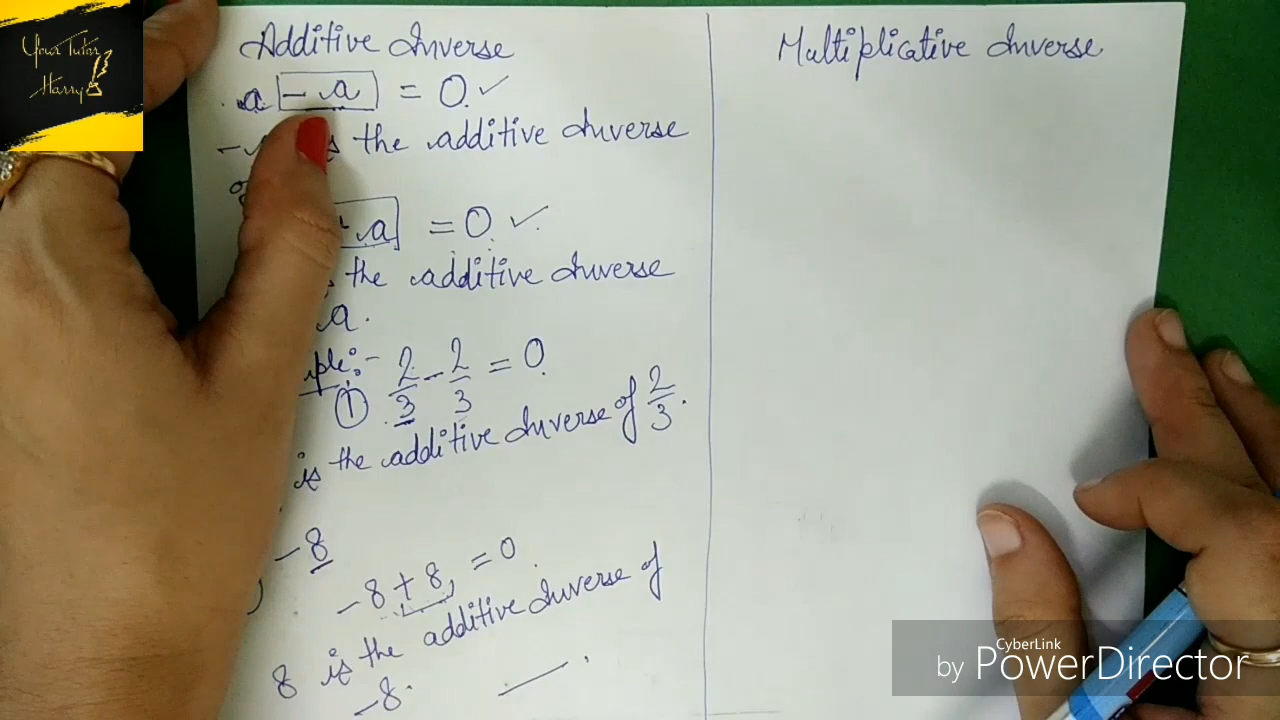 Your Tutor
Harry
Additive Inverse
a - a = 0. ✓
is the additive Inverse
a = 0. ✓
the additive Inverse
a.
ple:-
① 2/3 - 2/3 = 0.
is the additive Inverse of 2/3.
- 8
- 8 + 8, = 0.
8 is the additive Inverse of
-8.
Multiplicative Inverse
CyberLink
by PowerDirector